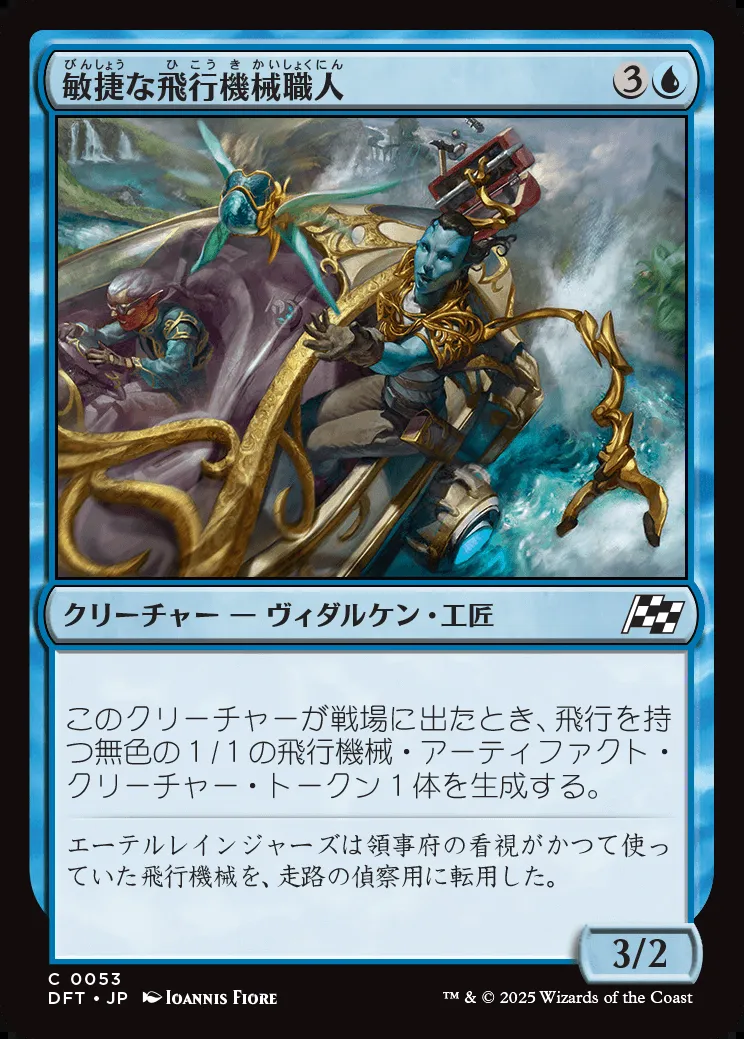 びんしょう ひこうきかいしょくにん
敏捷な飛行機械職人 3
クリーチャー — ヴィダルケン・工匠
このクリーチャーが戦場に出たとき、飛行を持
つ無色の1/1の飛行機械・アーティファクト・
クリーチャー・トークン1体を生成する。
エーテルレインジャーズは領事府の看視がかつて使っ
ていた飛行機械を、走路の偵察用に転用した。
3/2
C 0053
DFT • JP Ioannis Fiore
™ & © 2025 Wizards of the Coast